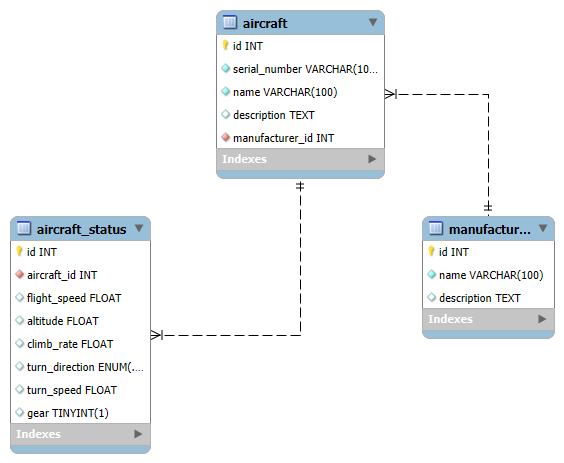 aircraft
id INT
serial_number VARCHAR(10...
name VARCHAR(100)
description TEXT
manufacturer_id INT
Indexes
aircraft_status
id INT
aircraft_id INT
flight_speed FLOAT
altitude FLOAT
climb_rate FLOAT
turn_direction ENUM(...
turn_speed FLOAT
gear TINYINT(1)
Indexes
manufactur...
id INT
name VARCHAR(100)
description TEXT
Indexes